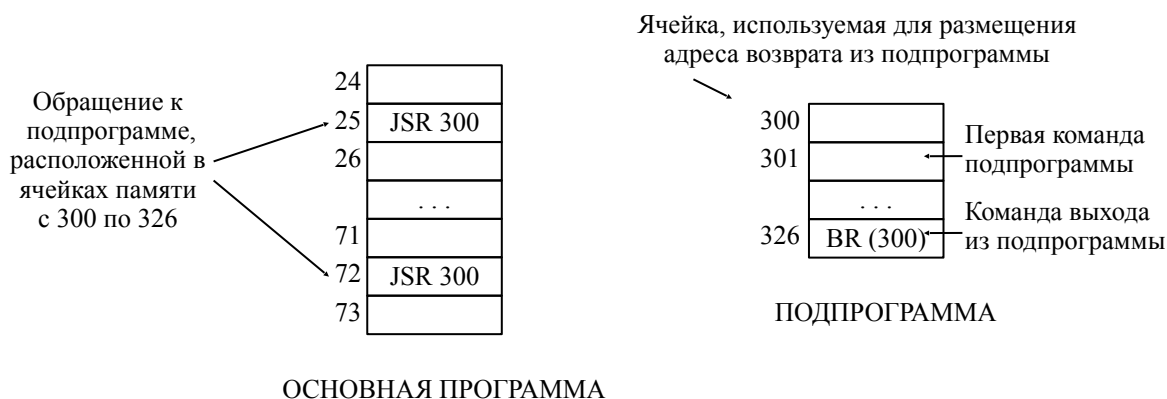 Ячейка, используемая для размещения
адреса возврата из подпрограммы
Обращение к
подпрограмме,
расположенной в
ячейках памяти
с 300 по 326
24
25 JSR 300
26
. . .
71
72 JSR 300
73
ОСНОВНАЯ ПРОГРАММА
300
301
. . .
326 BR (300)
Первая команда
подпрограммы
Команда выхода
из подпрограммы
ПОДПРОГРАММА